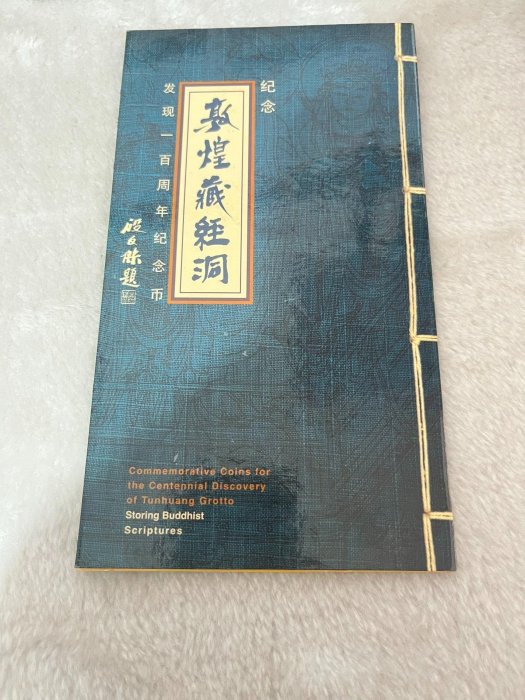 纪念
敦煌藏经洞
发现一百周年纪念币
段文杰题
Commemorative Coins for
the Centennial Discovery
of Tunhuang Grotto
Storing Buddhist
Scriptures